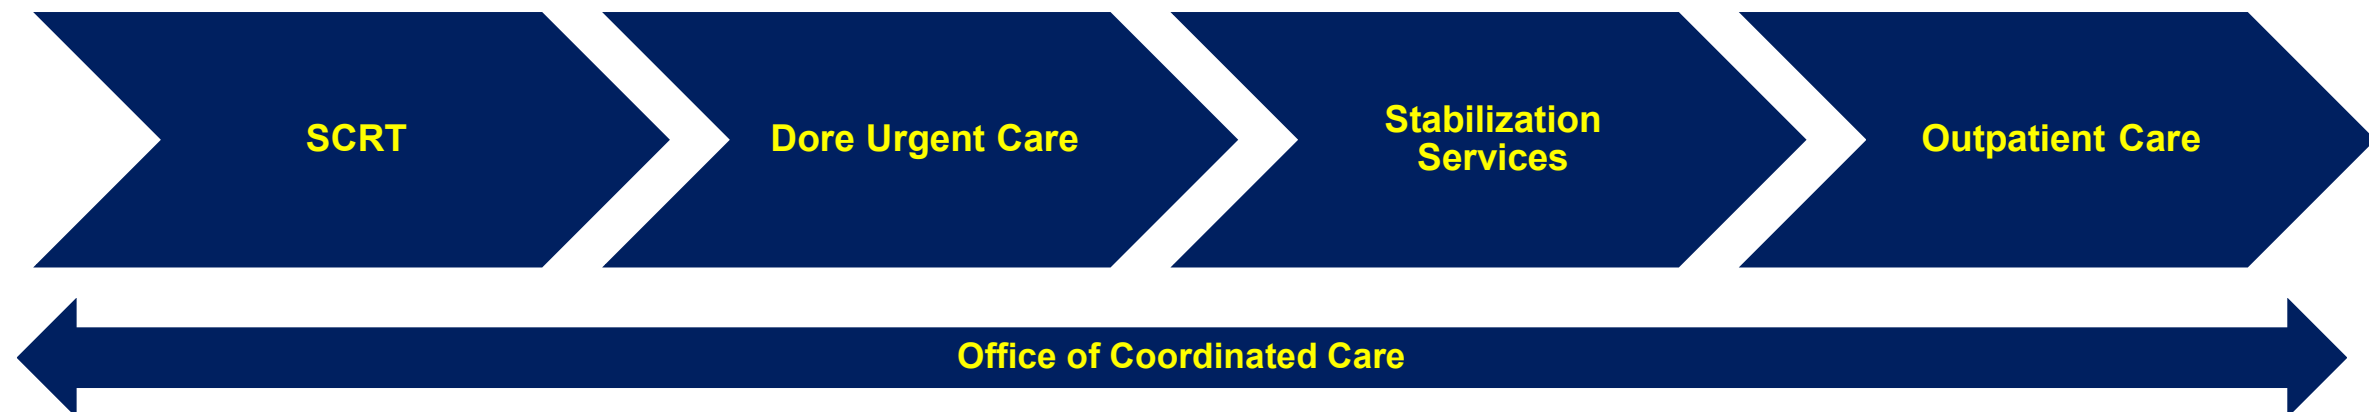 SCRT
Dore Urgent Care
Stabilization
Services
Outpatient Care
Office of Coordinated Care